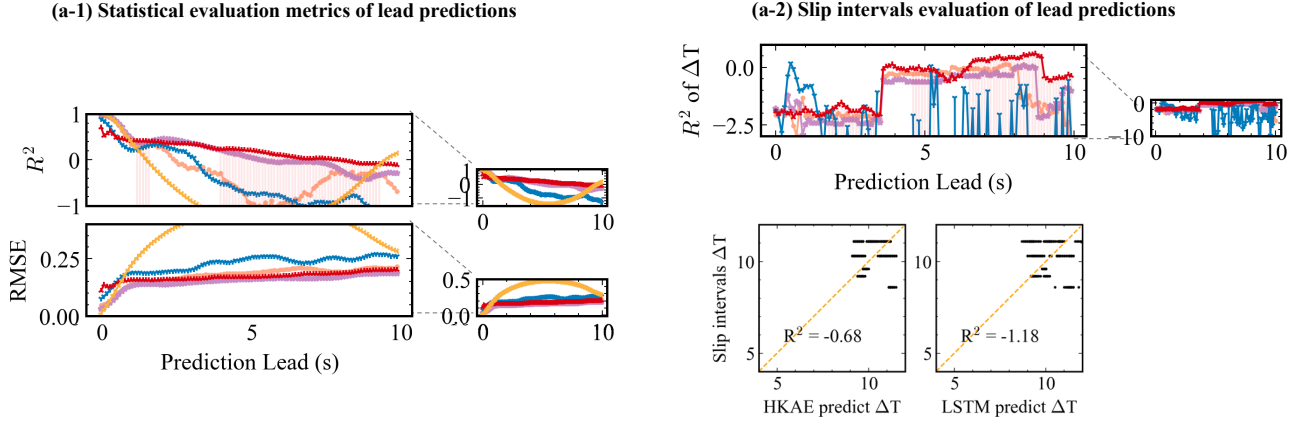 (a-1) Statistical evaluation metrics of lead predictions
1
0
−1
R²
0.25
0.00
RMSE
0
5
10
Prediction Lead (s)
0
−1
0
10
0.5
0.0
0
10
(a-2) Slip intervals evaluation of lead predictions
0.0
−2.5
R² of ΔT
0
5
10
Prediction Lead (s)
0
−10
0
10
10
5
Slip intervals ΔT
R² = -0.68
5
10
HKAE predict ΔT
10
5
R² = -1.18
5
10
LSTM predict ΔT